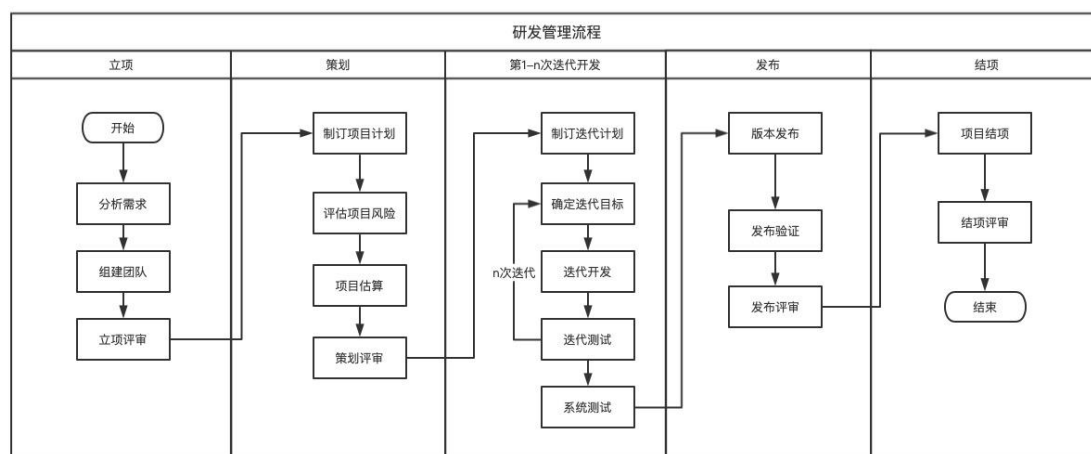 研发管理流程
立项
策划
第1-n次迭代开发
发布
结项
开始
分析需求
组建团队
立项评审
制订项目计划
评估项目风险
项目估算
策划评审
制订迭代计划
确定迭代目标
n次迭代
迭代开发
迭代测试
系统测试
版本发布
发布验证
发布评审
项目结项
结项评审
结束